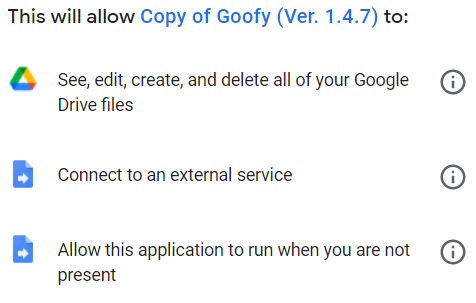 This will allow Copy of Goofy (Ver. 1.4.7) to:
See, edit, create, and delete all of your Google
Drive files
Connect to an external service
Allow this application to run when you are not
present